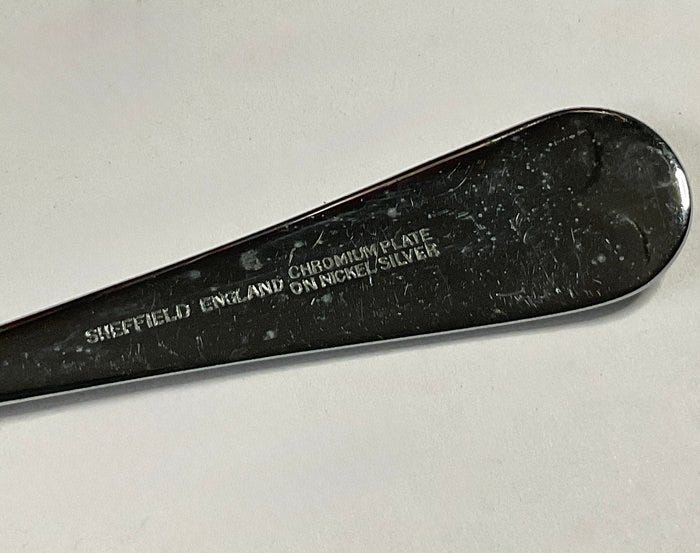 SHEFFIELD ENGLAND
CHROMIUM PLATE
ON NICKEL SILVER